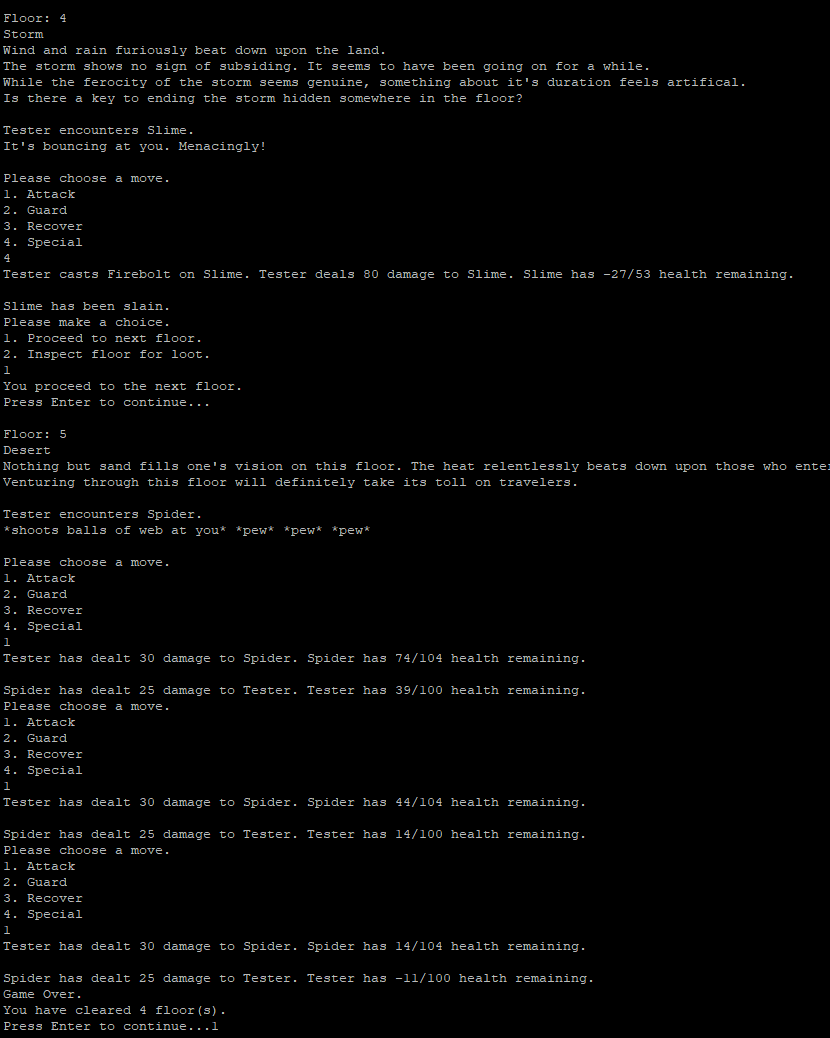 Floor: 4
Storm
Wind and rain furiously beat down upon the land.
The storm shows no sign of subsiding. It seems to have been going on for a while.
While the ferocity of the storm seems genuine, something about it's duration feels artifical.
Is there a key to ending the storm hidden somewhere in the floor?
Tester encounters Slime.
It's bouncing at you. Menacingly!
Please choose a move.
1. Attack
2. Guard
3. Recover
4. Special
4
Tester casts Firebolt on Slime. Tester deals 80 damage to Slime. Slime has -27/53 health remaining.
Slime has been slain.
Please make a choice.
1. Proceed to next floor.
2. Inspect floor for loot.
1
You proceed to the next floor.
Press Enter to continue...
Floor: 5
Desert
Nothing but sand fills one's vision on this floor. The heat relentlessly beats down upon those who enter
Venturing through this floor will definitely take its toll on travelers.
Tester encounters Spider.
*shoots balls of web at you* *pew* *pew* *pew*
Please choose a move.
1. Attack
2. Guard
3. Recover
4. Special
1
Tester has dealt 30 damage to Spider. Spider has 74/104 health remaining.
Spider has dealt 25 damage to Tester. Tester has 39/100 health remaining.
Please choose a move.
1. Attack
2. Guard
3. Recover
4. Special
1
Tester has dealt 30 damage to Spider. Spider has 44/104 health remaining.
Spider has dealt 25 damage to Tester. Tester has 14/100 health remaining.
Please choose a move.
1. Attack
2. Guard
3. Recover
4. Special
1
Tester has dealt 30 damage to Spider. Spider has 14/104 health remaining.
Spider has dealt 25 damage to Tester. Tester has -11/100 health remaining.
Game Over.
You have cleared 4 floor(s).
Press Enter to continue...1